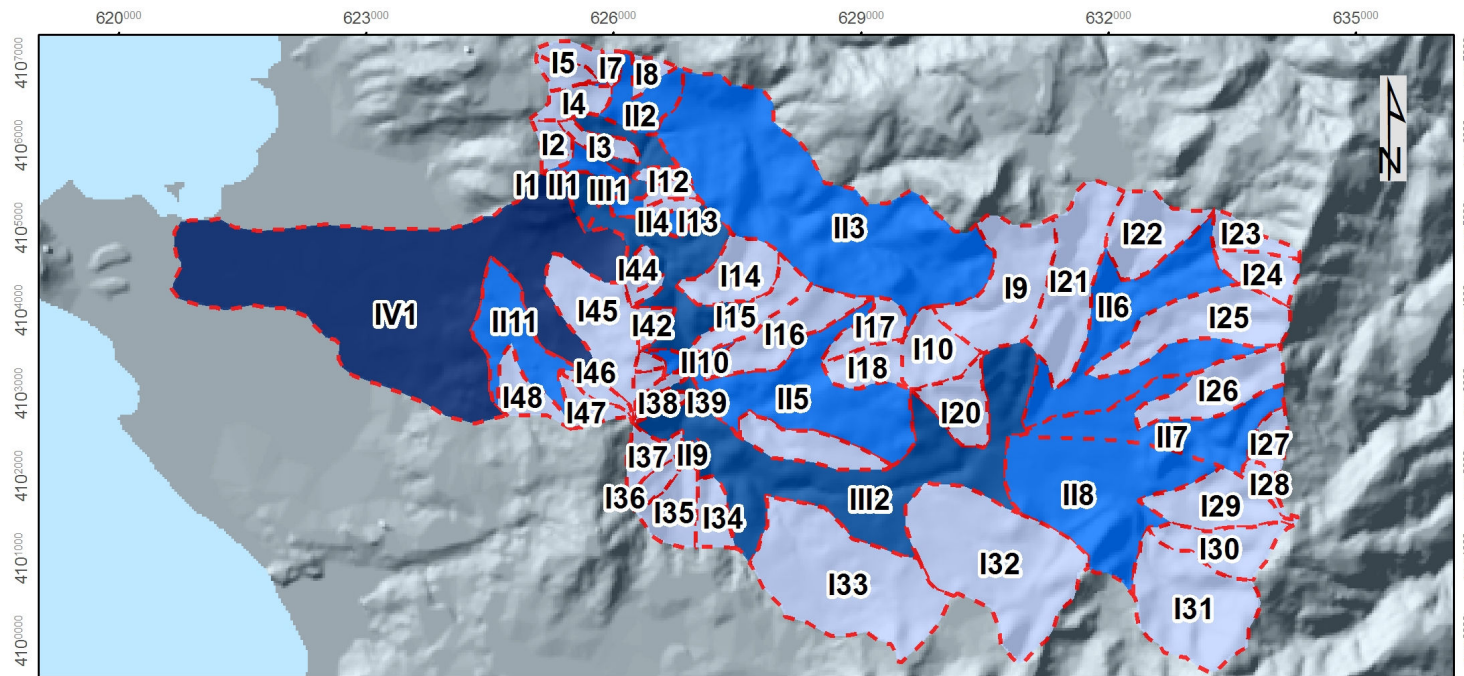 620000 623000 626000 629000 632000 635000
4107000
4106000
4105000
4104000
4103000
4102000
4101000
4100000
N
I5 I7 I8
I4 II2
I2 I3
I1 II1 III1 I12
II4 I13 II3 I22 I23
I44 I14 I9 I21 I24
IV1 II11 I45 I42 I15 I16 I17 I10 II6 I25
I46 II10 I18
I48 I47 I38 I39 II5 I20 I26
I37 II9 II7 I27
I36 I35 I34 III2 II8 I29 I28
I33 I32 I30
I31